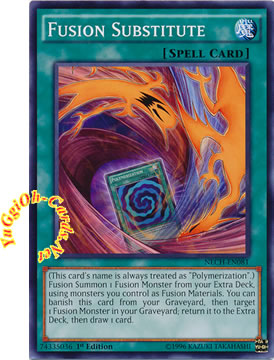 FUSION SUBSTITUTE
[SPELL CARD]
POLYMERIZATION
NECH-EN081
(This card's name is always treated as "Polymerization".)
Fusion Summon 1 Fusion Monster from your Extra Deck,
using monsters you control as Fusion Materials. You can
banish this card from your Graveyard, then target
1 Fusion Monster in your Graveyard; return it to the Extra
Deck, then draw 1 card.
74335036 1st Edition ©1996 KAZUKI TAKAHASHI
YuGgiOh-Cards.Net